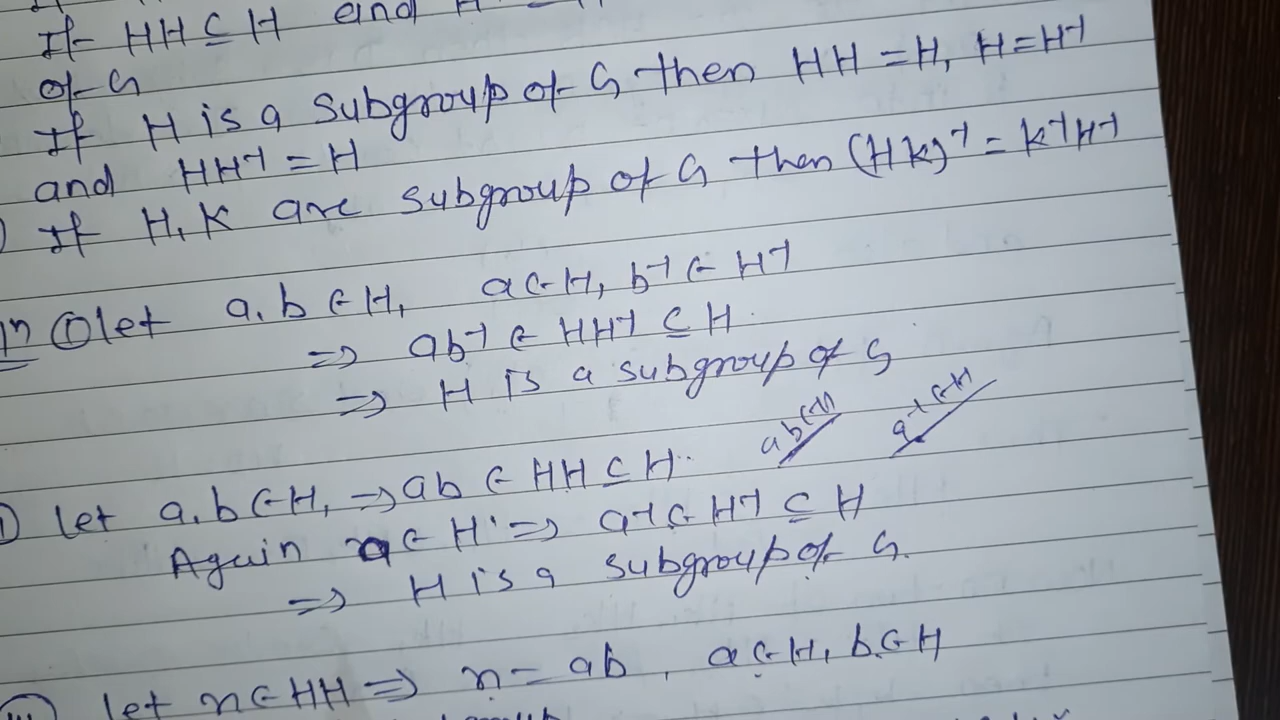 If HH ⊆ H and H
of G
If H is a subgroup of G then HH = H, H = H⁻¹
and HH⁻¹ = H
) If H, K are subgroup of G then (HK)⁻¹ = K⁻¹H⁻¹
① let a, b ∈ H, a ∈ H, b⁻¹ ∈ H⁻¹
⇒ ab⁻¹ ∈ HH⁻¹ ⊆ H.
⇒ H is a subgroup of G
ab ∈ H a⁻¹ ∈ H
) let a, b ∈ H, ⇒ ab ∈ HH ⊆ H.
Again a ∈ H ⇒ a⁻¹ ∈ H⁻¹ ⊆ H
⇒ H is a subgroup of G.
let n ∈ HH ⇒ n = ab, a ∈ H, b ∈ H